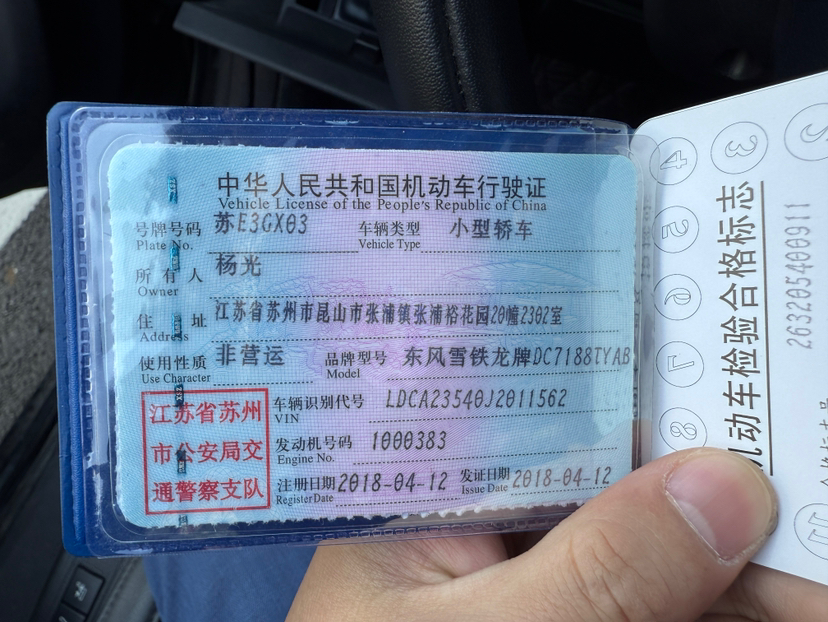 中华人民共和国机动车行驶证
Vehicle License of the People's Republic of China
号牌号码 苏E3GX03 车辆类型 小型轿车
Plate No. Vehicle Type
所有人 杨光
Owner
住址 江苏省苏州市昆山市张浦镇张浦裕花园20幢2302室
Address
使用性质 非营运 品牌型号 东风雪铁龙牌DC7188TYAB
Use Character Model
江苏省苏州
市公安局交
通警察支队
车辆识别代号 LDCA23540J2011562
VIN
发动机号码 1000383
Engine No.
注册日期 2018-04-12 发证日期 2018-04-12
Register Date Issue Date
3
4
5
6
7
8
11
机动车检验合格标志
263205400911